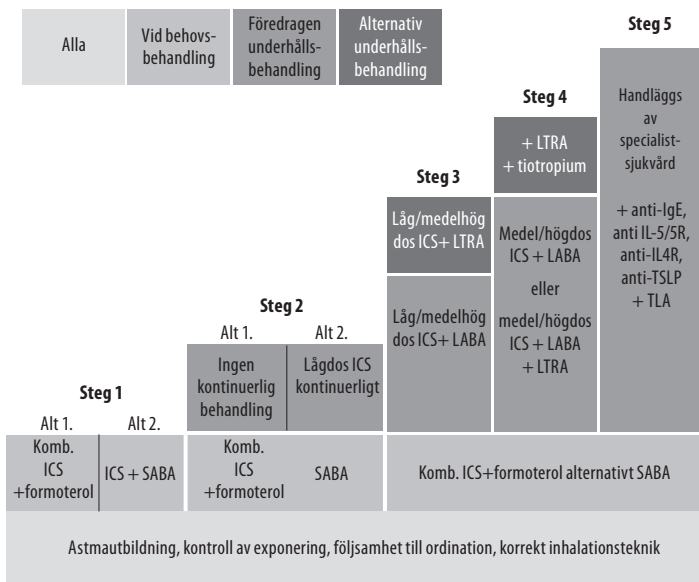 Alla
Vid behovs-
behandling
Föredragen
underhålls-
behandling
Alternativ
underhålls-
behandling
Steg 1
Alt 1.
Komb.
ICS
+formoterol
Alt 2.
ICS + SABA
Steg 2
Alt 1.
Ingen
kontinuerlig
behandling
Komb.
ICS
+formoterol
Alt 2.
Lågdos ICS
kontinuerligt
SABA
Steg 3
Låg/medelhög
dos ICS+ LTRA
Låg/medelhög
dos ICS+ LABA
Steg 4
+ LTRA
+ tiotropium
Medel/högdos
ICS + LABA
eller
medel/högdos
ICS + LABA
+ LTRA
Steg 5
Handläggs
av
specialist-
sjukvård
+ anti-IgE,
anti IL-5/5R,
anti-IL4R,
anti-TSLP
+ TLA
Komb. ICS+formoterol alternativt SABA
Astmautbildning, kontroll av exponering, följsamhet till ordination, korrekt inhalationsteknik